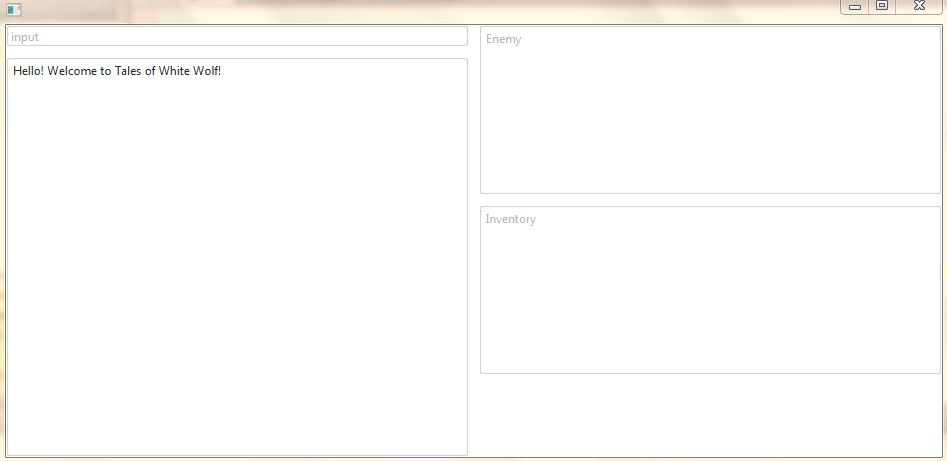 input
Hello! Welcome to Tales of White Wolf!
Enemy
Inventory